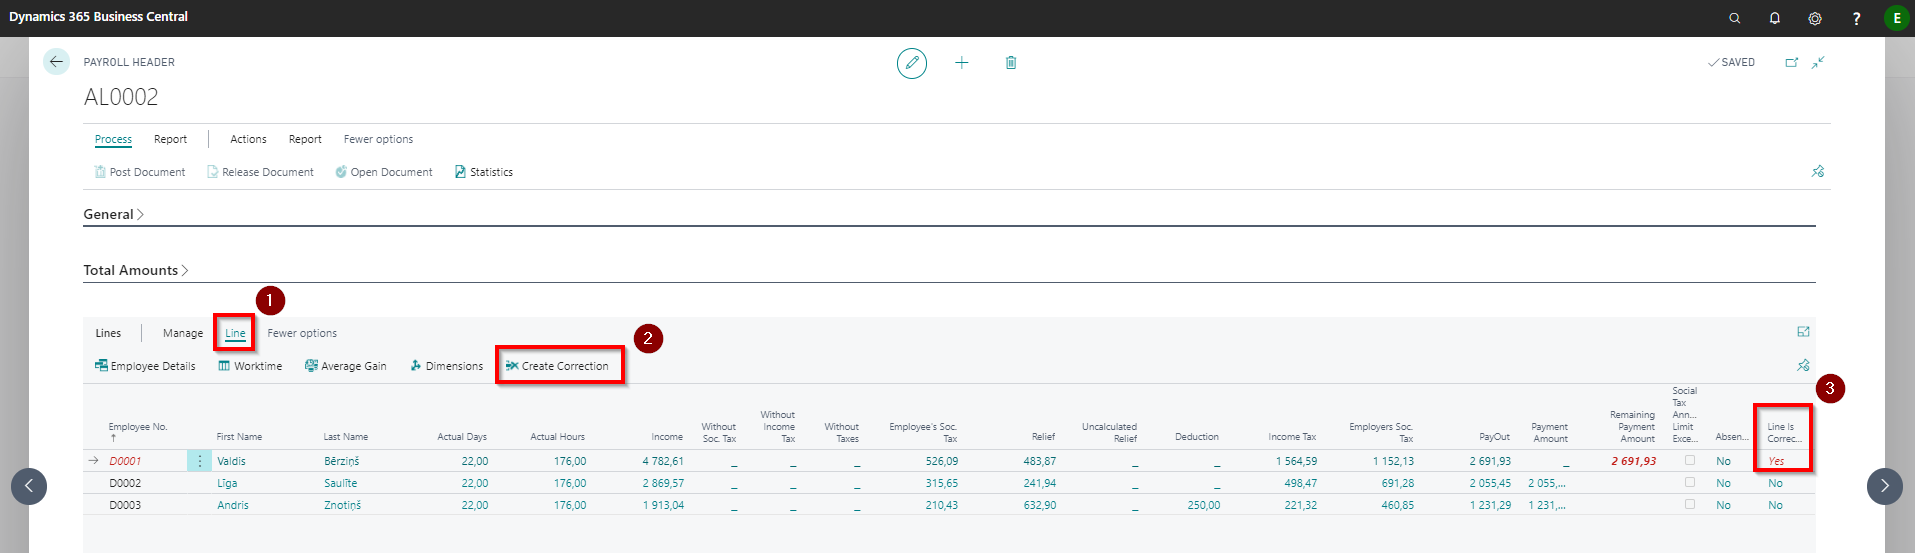 Dynamics 365 Business Central
? E
PAYROLL HEADER
SAVED
AL0002
Process Report Actions Report Fewer options
Post Document Release Document Open Document Statistics
General
Total Amounts
1
Lines Manage Line Fewer options
2
Employee Details Worktime Average Gain Dimensions Create Correction
3
Employee No. ↑ First Name Last Name Actual Days Actual Hours Income Without Soc. Tax Without Income Tax Without Taxes Employee's Soc. Tax Relief Uncalculated Relief Deduction Income Tax Employers Soc. Tax PayOut Payment Amount Remaining Payment Amount Social Tax Ann... Limit Exce... Absen... Line Is Correc...
D0001 Valdis Bērziņš 22,00 176,00 4 782,61 _ _ _ 526,09 483,87 _ _ 1 564,59 1 152,13 2 691,93 _ 2 691,93 No Yes
D0002 Līga Saulīte 22,00 176,00 2 869,57 _ _ _ 315,65 241,94 _ _ 498,47 691,28 2 055,45 2 055,... No No
D0003 Andris Znotiņš 22,00 176,00 1 913,04 _ _ _ 210,43 632,90 _ 250,00 221,32 460,85 1 231,29 1 231,... No No